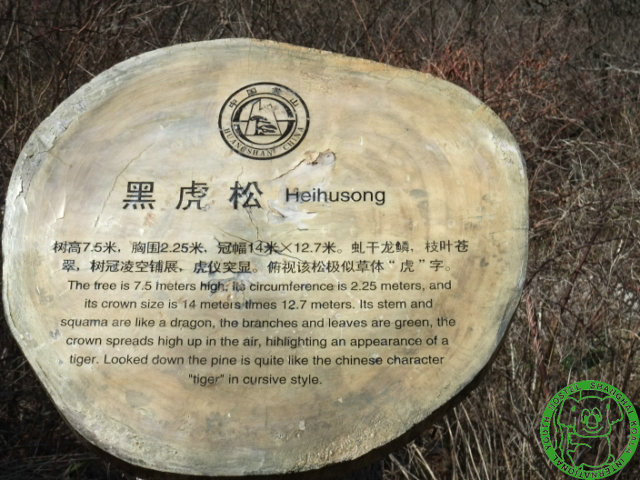 中国黄山
HUANGSHAN CHINA
黑虎松 Heihusong
树高7.5米，胸围2.25米，冠幅14米×12.7米。虬干龙鳞，枝叶苍
翠，树冠凌空铺展，虎仪突显。俯视该松极似草体“虎”字。
The free is 7.5 meters high, its circumference is 2.25 meters, and
its crown size is 14 meters times 12.7 meters. Its stem and
squama are like a dragon, the branches and leaves are green, the
crown spreads high up in the air, hihlighting an appearance of a
tiger. Looked down the pine is quite like the chinese character
"tiger" in cursive style.
YOUTH HOSTEL SHANGHAI
INTERNATIONAL